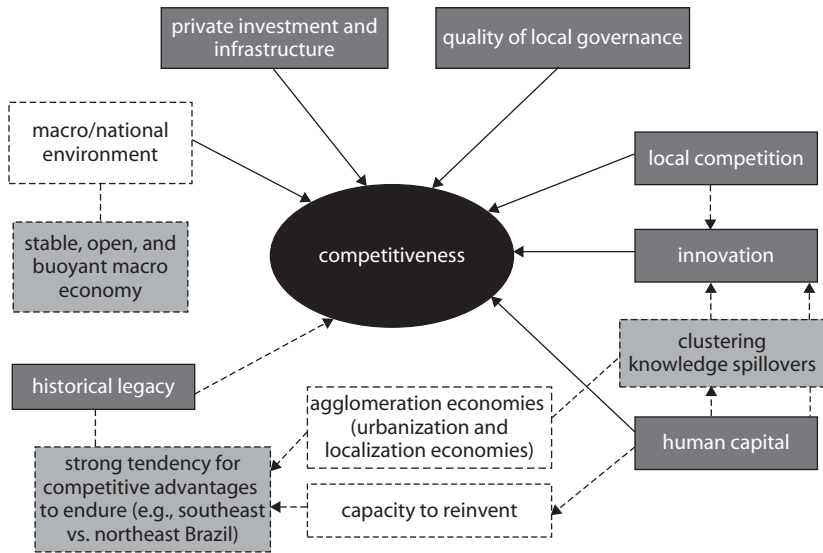 private investment and
infrastructure
quality of local governance
macro/national
environment
local competition
stable, open, and
buoyant macro
economy
competitiveness
innovation
clustering
knowledge spillovers
historical legacy
agglomeration economies
(urbanization and
localization economies)
human capital
strong tendency for
competitive advantages
to endure (e.g., southeast
vs. northeast Brazil)
capacity to reinvent